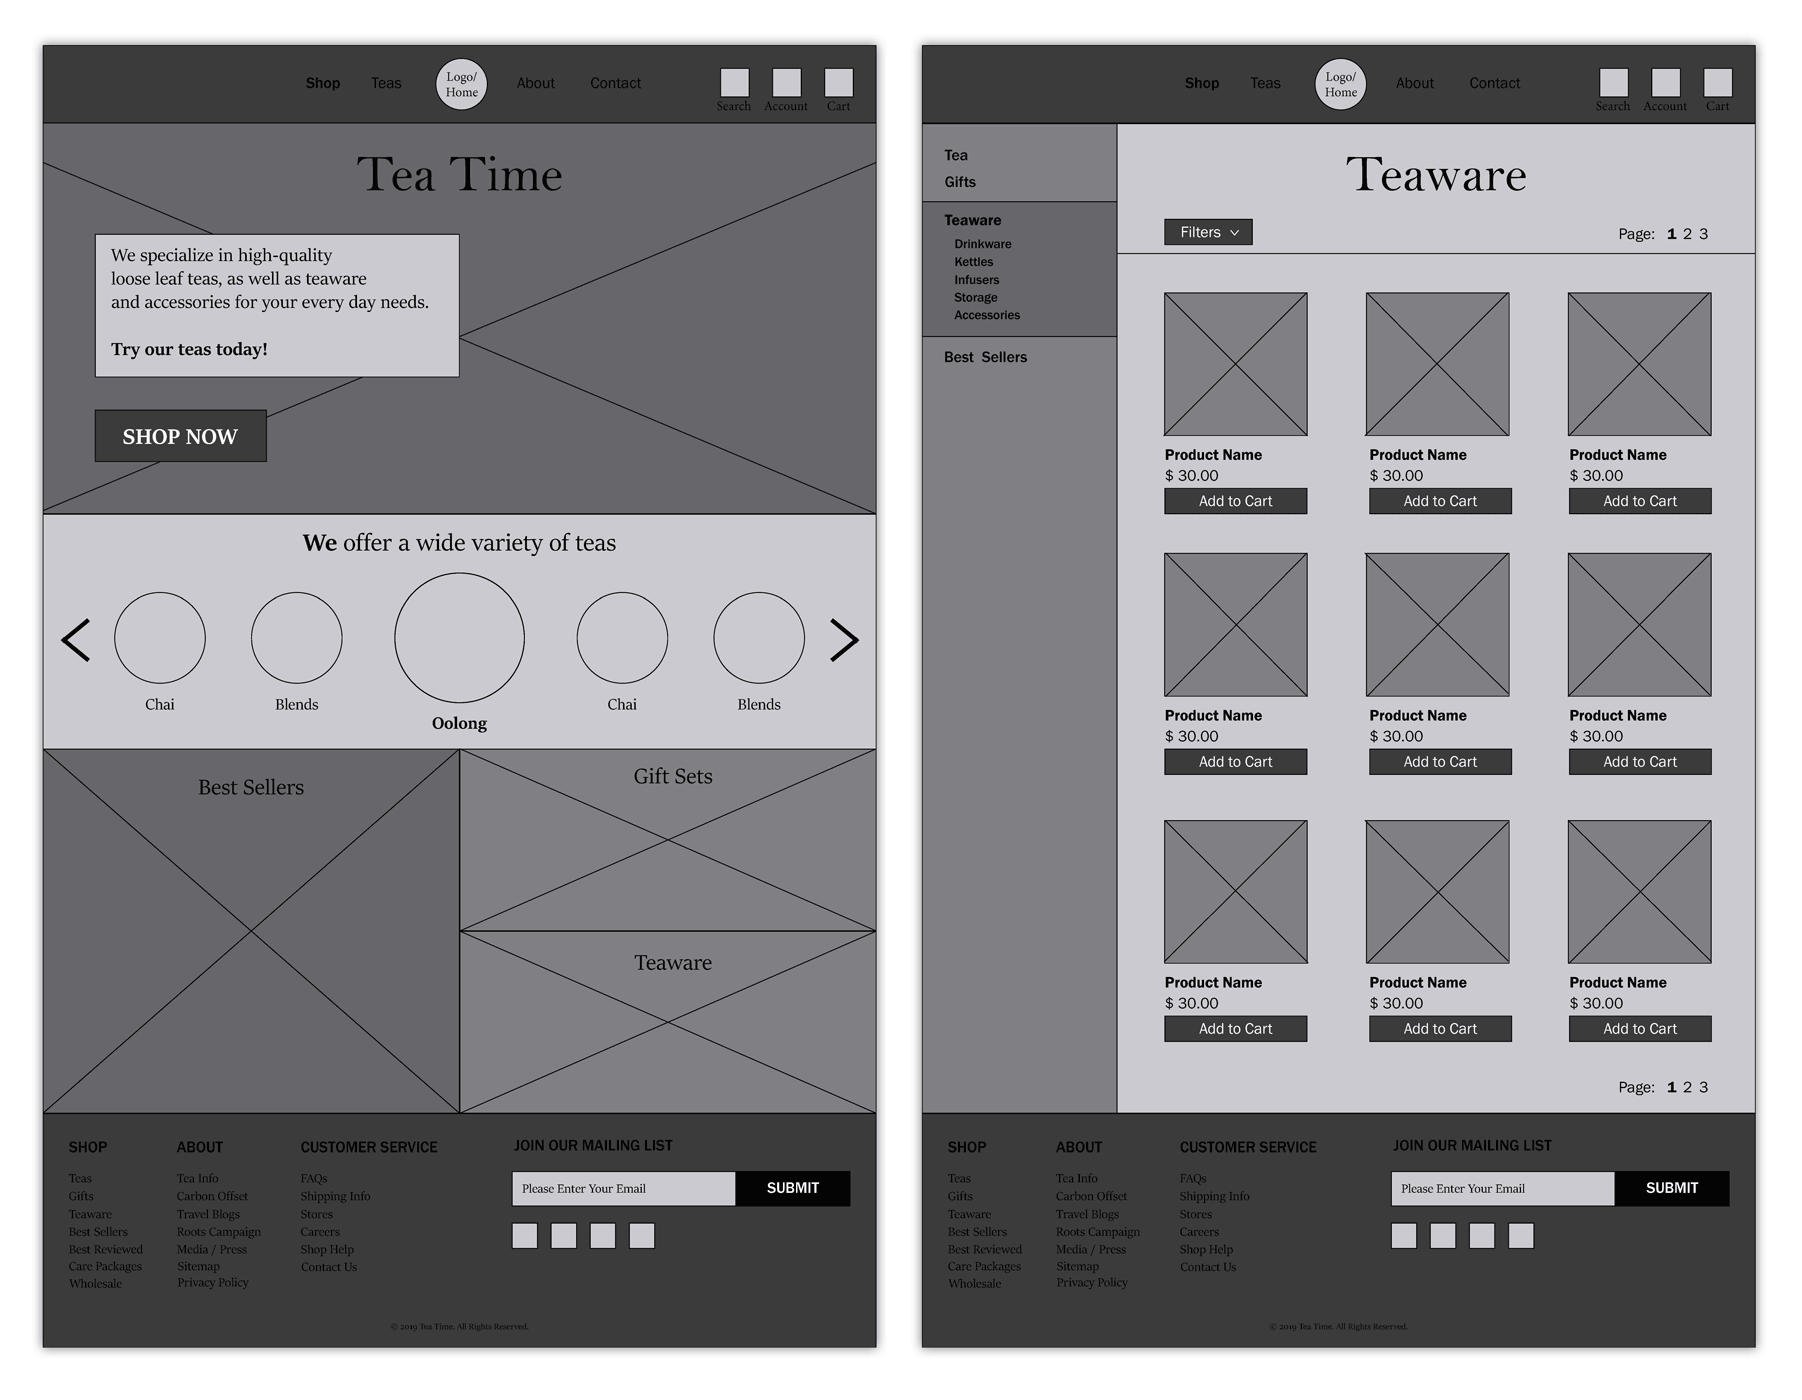 Shop Teas Logo/ About Contact
Home
Search Account Cart
Tea Time
We specialize in high-quality
loose leaf teas, as well as teaware
and accessories for your every day needs.
Try our teas today!
SHOP NOW
We offer a wide variety of teas
Chai Blends Oolong Chai Blends
Best Sellers
Gift Sets
Teaware
SHOP
Teas
Gifts
Teaware
Best Sellers
Best Reviewed
Care Packages
Wholesale
ABOUT
Tea Info
Carbon Offset
Travel Blogs
Roots Campaign
Media / Press
Sitemap
Privacy Policy
CUSTOMER SERVICE
FAQs
Shipping Info
Stores
Careers
Shop Help
Contact Us
JOIN OUR MAILING LIST
Please Enter Your Email SUBMIT
© 2019 Tea Time. All Rights Reserved.
Shop Teas Logo/ About Contact
Home
Search Account Cart
Tea
Gifts
Teaware
Drinkware
Kettles
Infusers
Storage
Accessories
Best Sellers
Teaware
Filters Page: 1 2 3
Product Name Product Name Product Name
$ 30.00 $ 30.00 $ 30.00
Add to Cart Add to Cart Add to Cart
Product Name Product Name Product Name
$ 30.00 $ 30.00 $ 30.00
Add to Cart Add to Cart Add to Cart
Product Name Product Name Product Name
$ 30.00 $ 30.00 $ 30.00
Add to Cart Add to Cart Add to Cart
Page: 1 2 3
SHOP
Teas
Gifts
Teaware
Best Sellers
Best Reviewed
Care Packages
Wholesale
ABOUT
Tea Info
Carbon Offset
Travel Blogs
Roots Campaign
Media / Press
Sitemap
Privacy Policy
CUSTOMER SERVICE
FAQs
Shipping Info
Stores
Careers
Shop Help
Contact Us
JOIN OUR MAILING LIST
Please Enter Your Email SUBMIT
© 2019 Tea Time. All Rights Reserved.